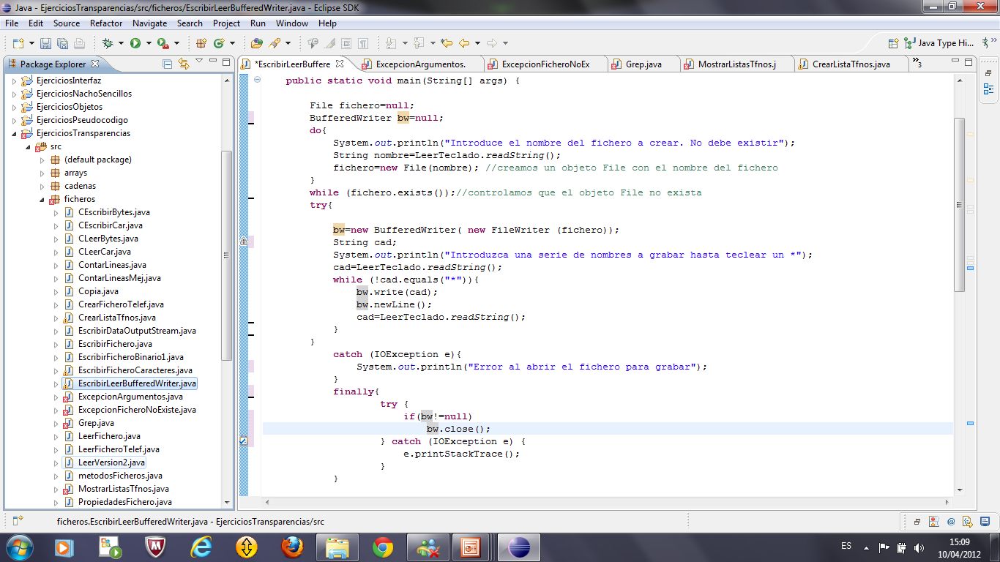 Java - EjerciciosTransparencias/src/ficheros/EscribirLeerBufferedWriter.java - Eclipse SDK
File Edit Source Refactor Navigate Search Project Run Window Help
Java Type Hi...
Package Explorer
EjerciciosInterfaz
EjerciciosNachoSencillos
EjerciciosObjetos
EjerciciosPseudocodigo
EjerciciosTransparencias
src
(default package)
arrays
cadenas
ficheros
CEscribirBytes.java
CEscribirCar.java
CLeerBytes.java
CLeerCar.java
ContarLineas.java
ContarLineasMej.java
Copia.java
CrearFicheroTelef.java
CrearListaTfnos.java
EscribirDataOutputStream.java
EscribirFichero.java
EscribirFicheroBinario1.java
EscribirFicheroCaracteres.java
EscribirLeerBufferedWriter.java
ExcepcionArgumentos.java
ExcepcionFicheroNoExiste.java
Grep.java
LeerFichero.java
LeerFicheroTelef.java
LeerVersion2.java
metodosFicheros.java
MostrarListasTfnos.java
PropiedadesFichero.java
*EscribirLeerBuffere ExcepcionArgumentos. ExcepcionFicheroNoEx Grep.java MostrarListasTfnos.j CrearListaTfnos.java »3
public static void main(String[] args) {
File fichero=null;
BufferedWriter bw=null;
do{
System.out.println("Introduce el nombre del fichero a crear. No debe existir");
String nombre=LeerTeclado.readString();
fichero=new File(nombre); //creamos un objeto File con el nombre del fichero
}
while (fichero.exists());//controlamos que el objeto File no exista
try{
bw=new BufferedWriter( new FileWriter (fichero));
String cad;
System.out.println("Introduzca una serie de nombres a grabar hasta teclear un *");
cad=LeerTeclado.readString();
while (!cad.equals("*")){
bw.write(cad);
bw.newLine();
cad=LeerTeclado.readString();
}
}
catch (IOException e){
System.out.println("Error al abrir el fichero para grabar");
}
finally{
try {
if(bw!=null)
bw.close();
} catch (IOException e) {
e.printStackTrace();
}
}
ficheros.EscribirLeerBufferedWriter.java - EjerciciosTransparencias/src
ES
15:09
10/04/2012